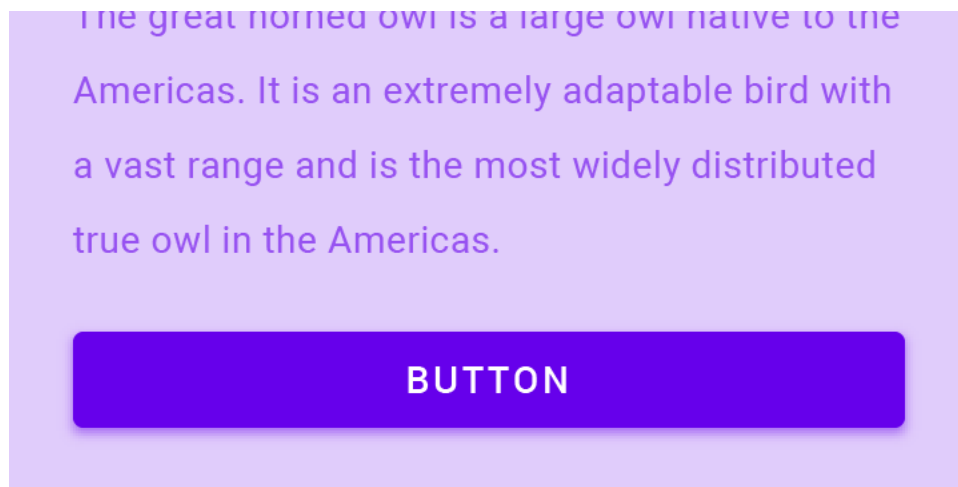 The great horned owl is a large owl native to the
Americas. It is an extremely adaptable bird with
a vast range and is the most widely distributed
true owl in the Americas.
BUTTON